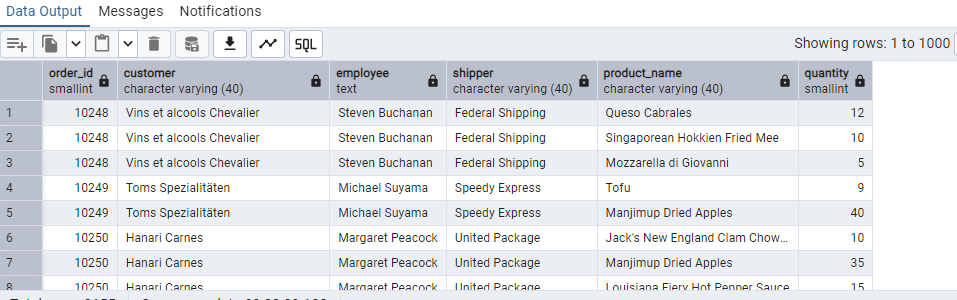 Data Output Messages Notifications
SQL Showing rows: 1 to 1000
order_id customer employee shipper product_name quantity
smallint character varying (40) text character varying (40) character varying (40) smallint
1 10248 Vins et alcools Chevalier Steven Buchanan Federal Shipping Queso Cabrales 12
2 10248 Vins et alcools Chevalier Steven Buchanan Federal Shipping Singaporean Hokkien Fried Mee 10
3 10248 Vins et alcools Chevalier Steven Buchanan Federal Shipping Mozzarella di Giovanni 5
4 10249 Toms Spezialitäten Michael Suyama Speedy Express Tofu 9
5 10249 Toms Spezialitäten Michael Suyama Speedy Express Manjimup Dried Apples 40
6 10250 Hanari Carnes Margaret Peacock United Package Jack's New England Clam Chow... 10
7 10250 Hanari Carnes Margaret Peacock United Package Manjimup Dried Apples 35
8 10250 Hanari Carnes Margaret Peacock United Package Louisiana Fiery Hot Pepper Sauce 15